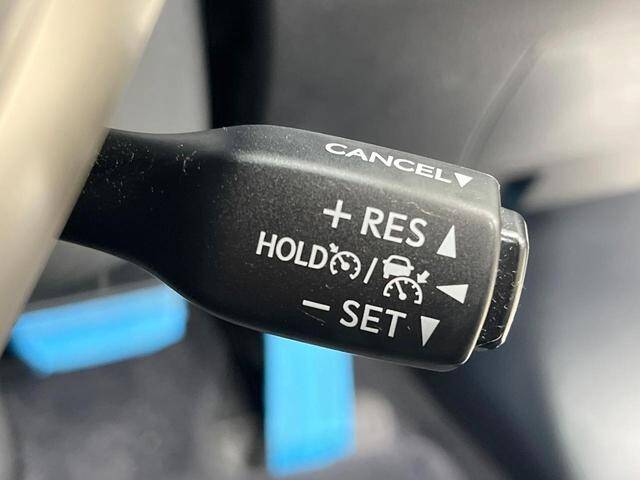 CANCEL▼
+ RES ▲
HOLD / ◀
− SET ▼